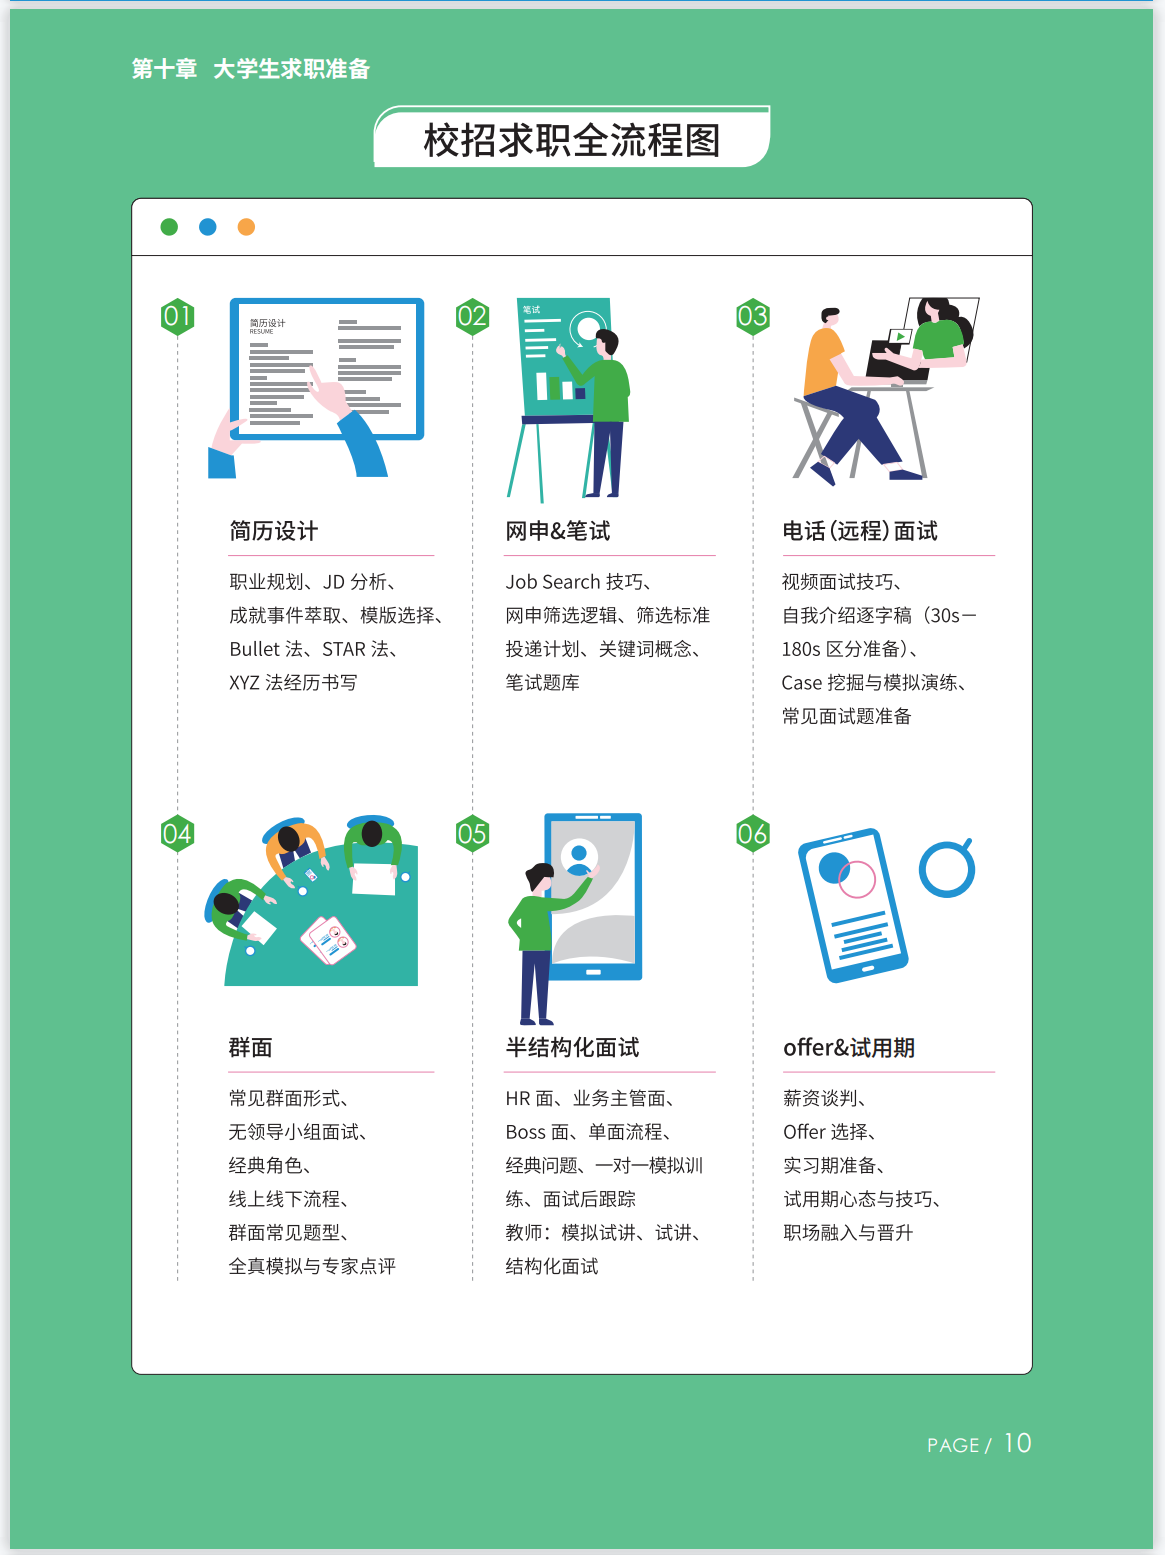 第十章 大学生求职准备
校招求职全流程图
01
简历设计
RESUME
简历设计
职业规划、JD 分析、
成就事件萃取、模版选择、
Bullet 法、STAR 法、
XYZ 法经历书写
02
笔试
网申&笔试
Job Search 技巧、
网申筛选逻辑、筛选标准
投递计划、关键词概念、
笔试题库
03
电话（远程）面试
视频面试技巧、
自我介绍逐字稿（30s—
180s 区分准备）、
Case 挖掘与模拟演练、
常见面试题准备
04
群面
常见群面形式、
无领导小组面试、
经典角色、
线上线下流程、
群面常见题型、
全真模拟与专家点评
05
半结构化面试
HR 面、业务主管面、
Boss 面、单面流程、
经典问题、一对一模拟训
练、面试后跟踪
教师：模拟试讲、试讲、
结构化面试
06
offer&试用期
薪资谈判、
Offer 选择、
实习期准备、
试用期心态与技巧、
职场融入与晋升
PAGE / 10